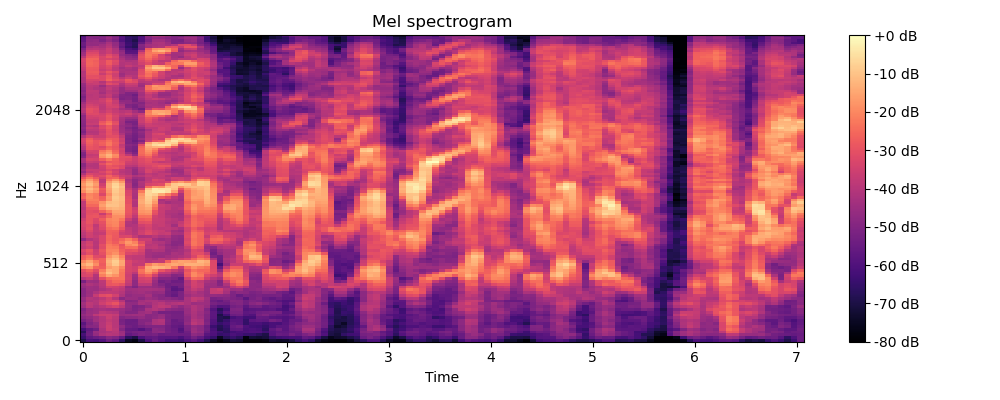 Mel spectrogram
+0 dB
-10 dB
-20 dB
-30 dB
-40 dB
-50 dB
-60 dB
-70 dB
-80 dB
Hz
2048
1024
512
0
0 1 2 3 4 5 6 7
Time